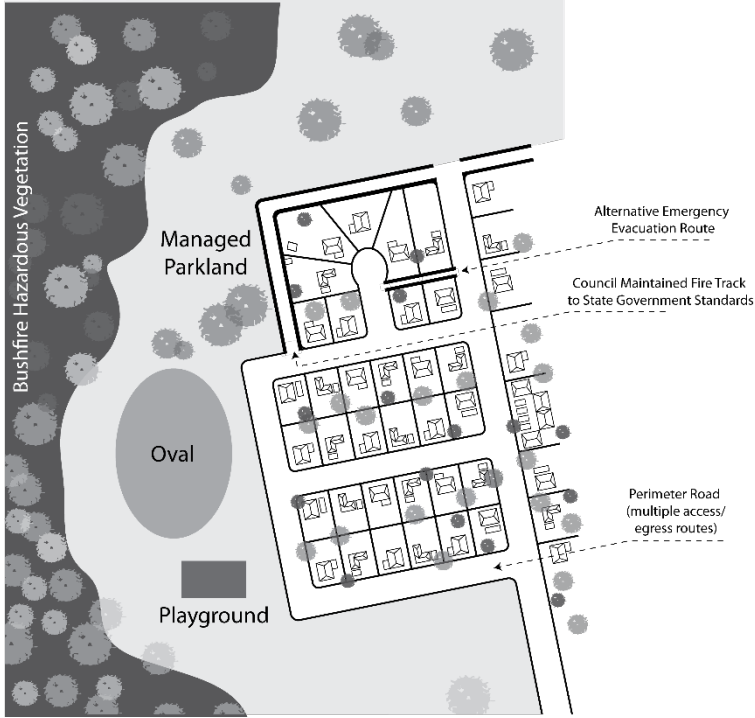 Bushfire Hazardous Vegetation
Managed
Parkland
Oval
Playground
Alternative Emergency
Evacuation Route
Council Maintained Fire Track
to State Government Standards
Perimeter Road
(multiple access/
egress routes)